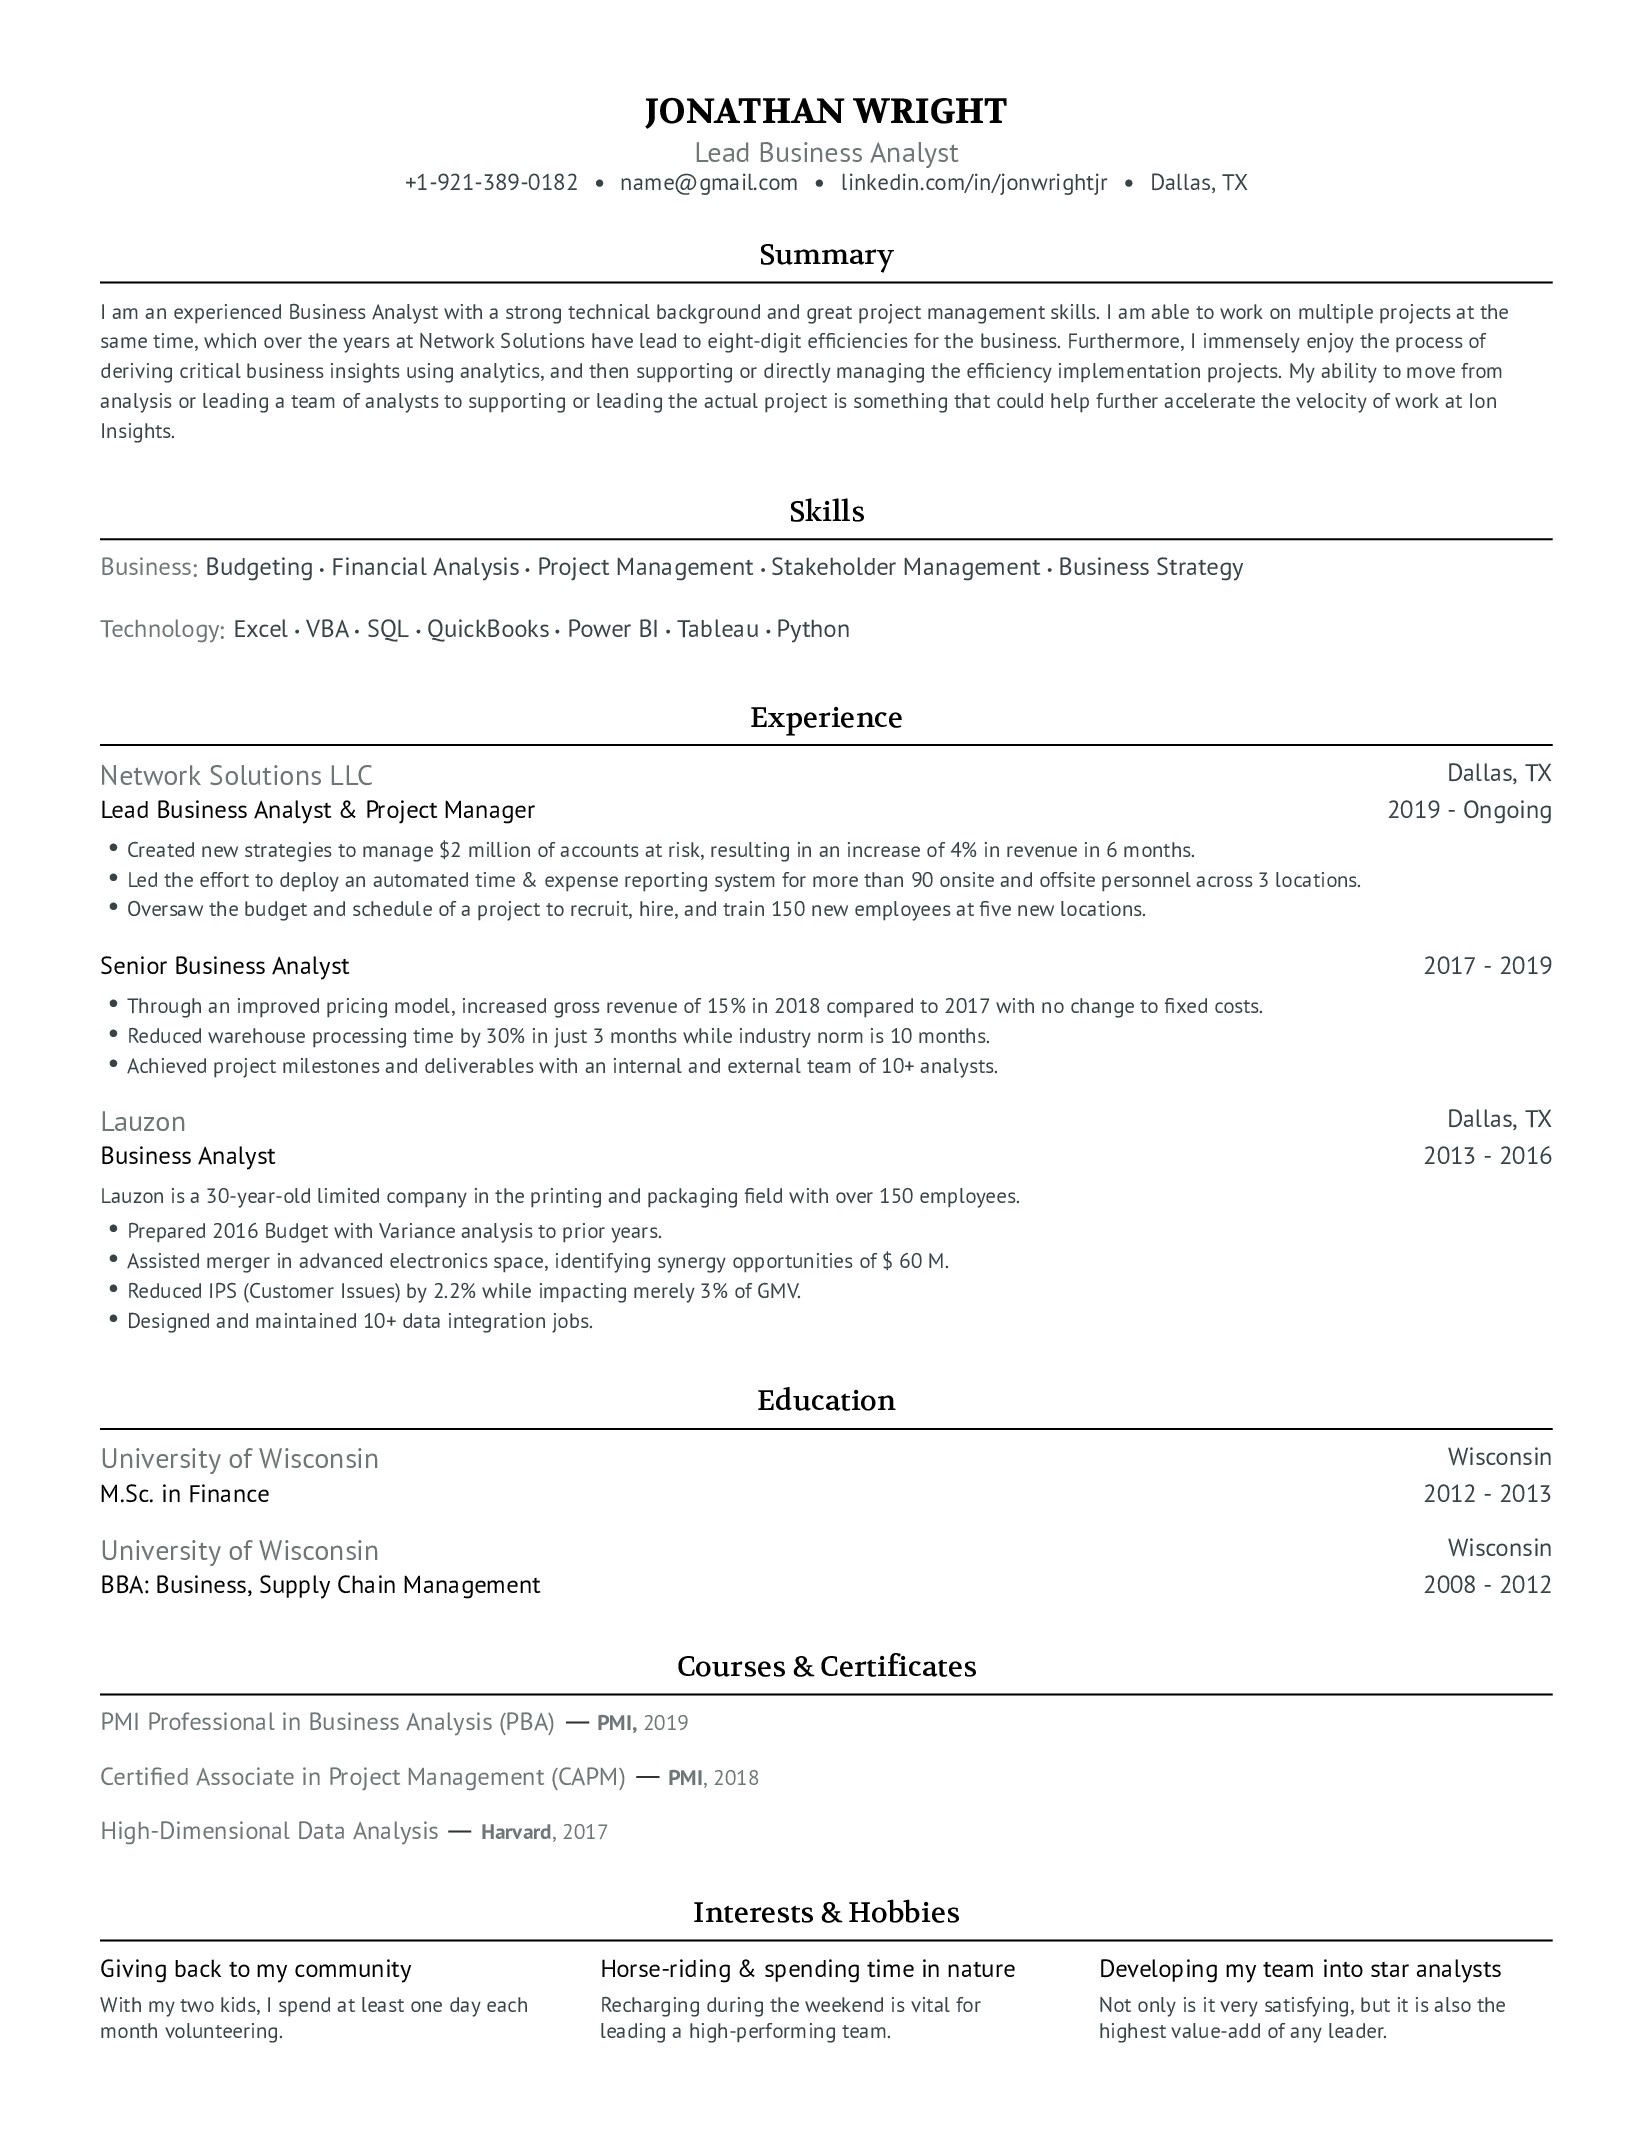 JONATHAN WRIGHT
Lead Business Analyst
+1-921-389-0182 • name@gmail.com • linkedin.com/in/jonwrightjr • Dallas, TX
Summary
I am an experienced Business Analyst with a strong technical background and great project management skills. I am able to work on multiple projects at the
same time, which over the years at Network Solutions have lead to eight-digit efficiencies for the business. Furthermore, I immensely enjoy the process of
deriving critical business insights using analytics, and then supporting or directly managing the efficiency implementation projects. My ability to move from
analysis or leading a team of analysts to supporting or leading the actual project is something that could help further accelerate the velocity of work at Ion
Insights.
Skills
Business: Budgeting • Financial Analysis • Project Management • Stakeholder Management • Business Strategy
Technology: Excel • VBA • SQL • QuickBooks • Power BI • Tableau • Python
Experience
Network Solutions LLC Dallas, TX
Lead Business Analyst & Project Manager 2019 - Ongoing
• Created new strategies to manage $2 million of accounts at risk, resulting in an increase of 4% in revenue in 6 months.
• Led the effort to deploy an automated time & expense reporting system for more than 90 onsite and offsite personnel across 3 locations.
• Oversaw the budget and schedule of a project to recruit, hire, and train 150 new employees at five new locations.
Senior Business Analyst 2017 - 2019
• Through an improved pricing model, increased gross revenue of 15% in 2018 compared to 2017 with no change to fixed costs.
• Reduced warehouse processing time by 30% in just 3 months while industry norm is 10 months.
• Achieved project milestones and deliverables with an internal and external team of 10+ analysts.
Lauzon Dallas, TX
Business Analyst 2013 - 2016
Lauzon is a 30-year-old limited company in the printing and packaging field with over 150 employees.
• Prepared 2016 Budget with Variance analysis to prior years.
• Assisted merger in advanced electronics space, identifying synergy opportunities of $ 60 M.
• Reduced IPS (Customer Issues) by 2.2% while impacting merely 3% of GMV.
• Designed and maintained 10+ data integration jobs.
Education
University of Wisconsin Wisconsin
M.Sc. in Finance 2012 - 2013
University of Wisconsin Wisconsin
BBA: Business, Supply Chain Management 2008 - 2012
Courses & Certificates
PMI Professional in Business Analysis (PBA) — PMI, 2019
Certified Associate in Project Management (CAPM) — PMI, 2018
High-Dimensional Data Analysis — Harvard, 2017
Interests & Hobbies
Giving back to my community
With my two kids, I spend at least one day each
month volunteering.
Horse-riding & spending time in nature
Recharging during the weekend is vital for
leading a high-performing team.
Developing my team into star analysts
Not only is it very satisfying, but it is also the
highest value-add of any leader.